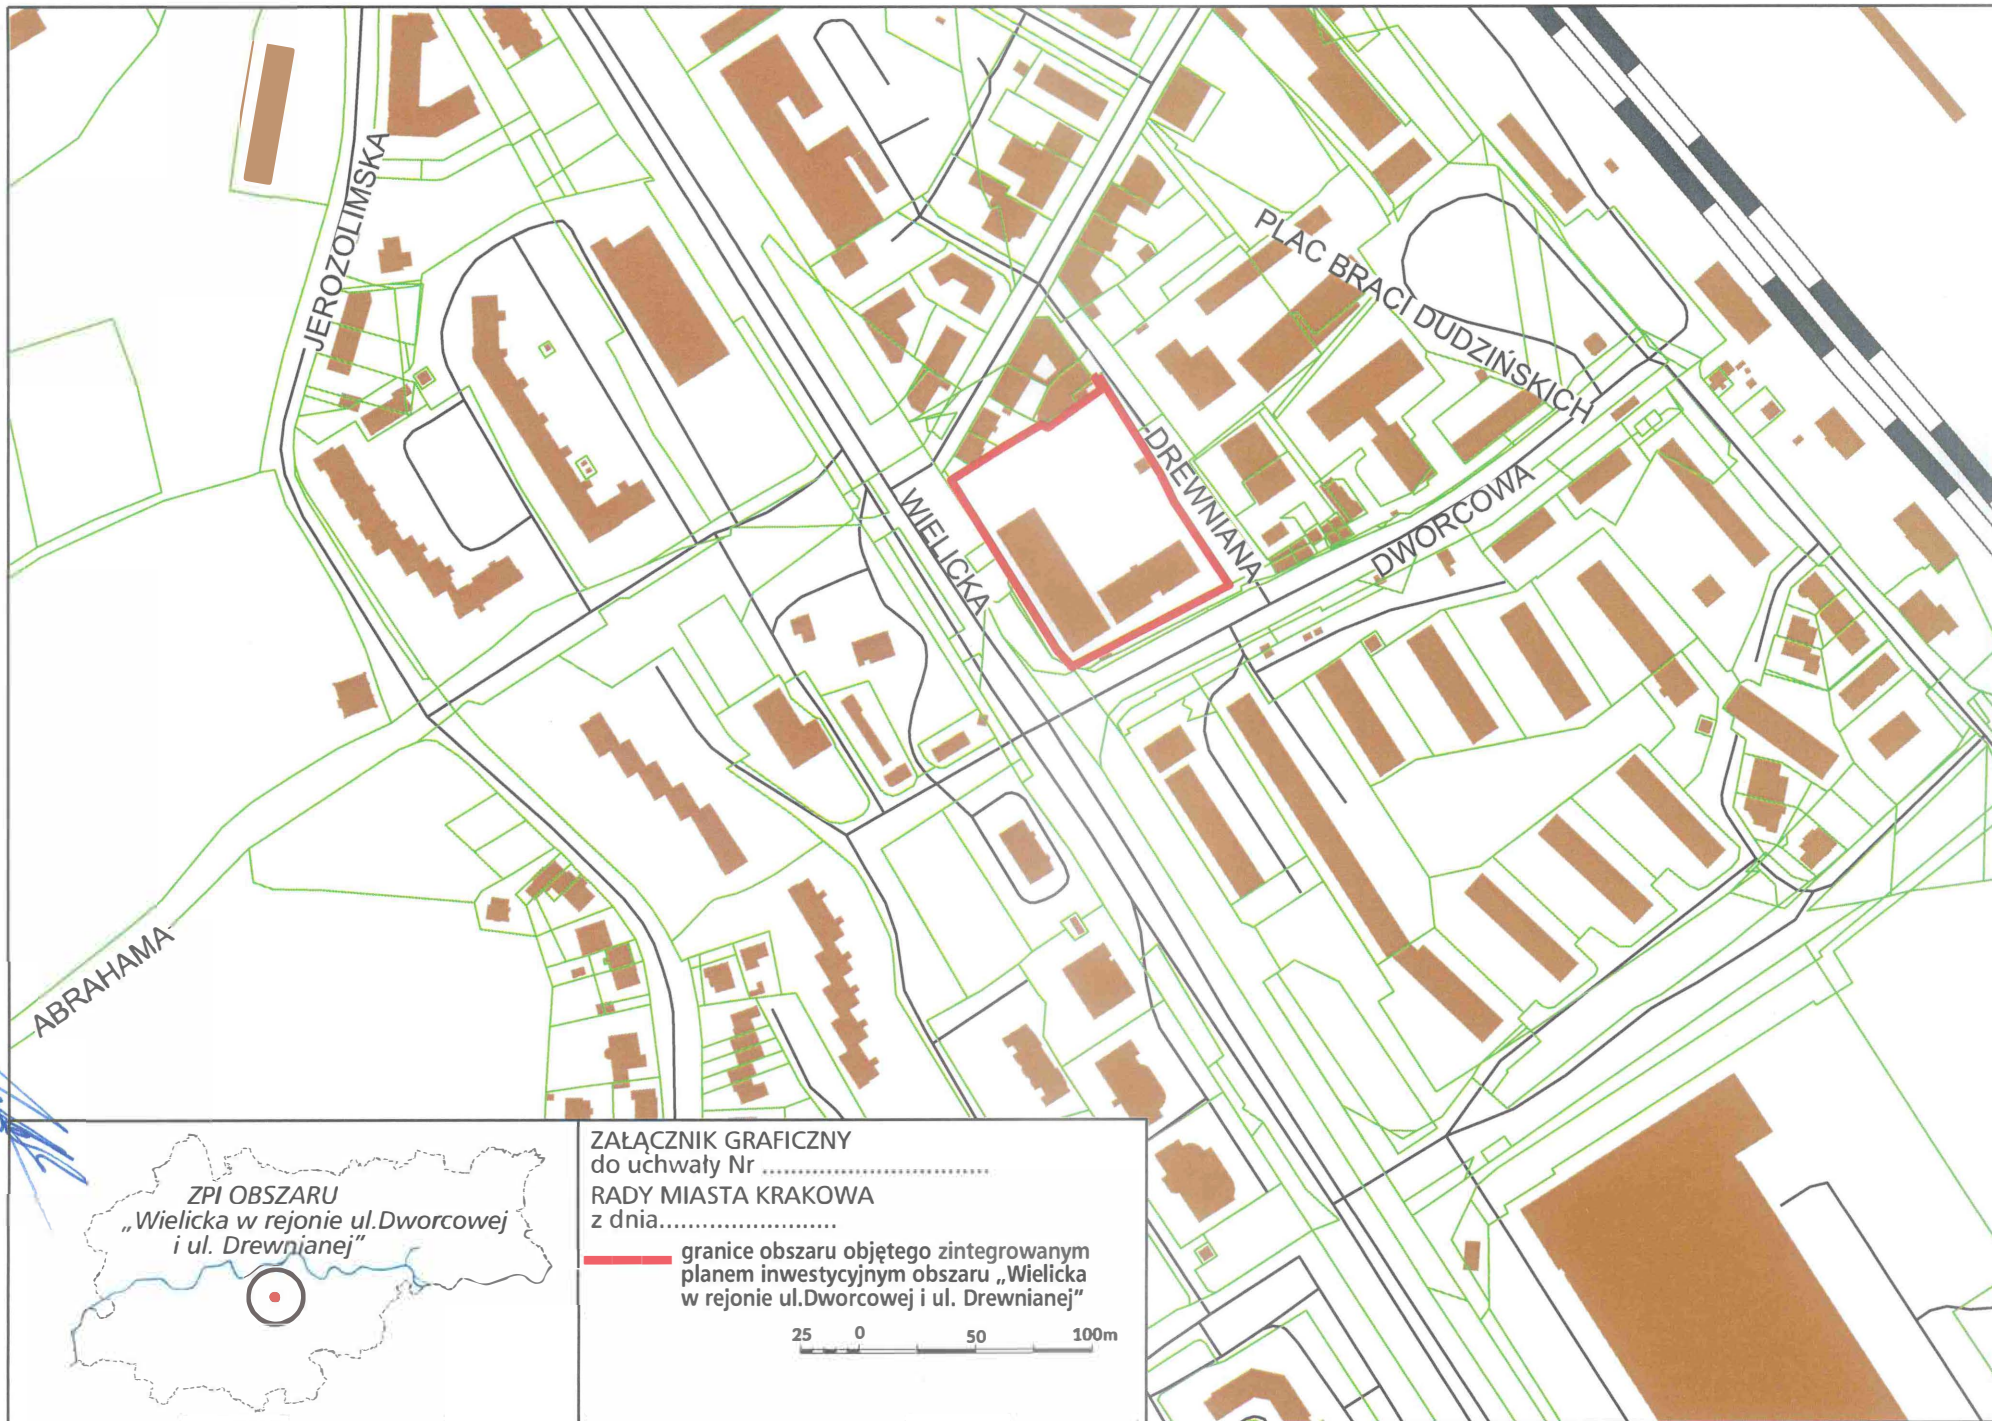 JEROZOLIMSKA
PLAC BRACI DUDZIŃSKICH
DREWNIANA
WIELICKA
DWORCOWA
ABRAHAMA
ZPI OBSZARU
„Wielicka w rejonie ul.Dworcowej
i ul. Drewnianej”
ZAŁĄCZNIK GRAFICZNY
do uchwały Nr .......................................
RADY MIASTA KRAKOWA
z dnia.........................
granice obszaru objętego zintegrowanym
planem inwestycyjnym obszaru „Wielicka
w rejonie ul.Dworcowej i ul. Drewnianej”
25 0 50 100m